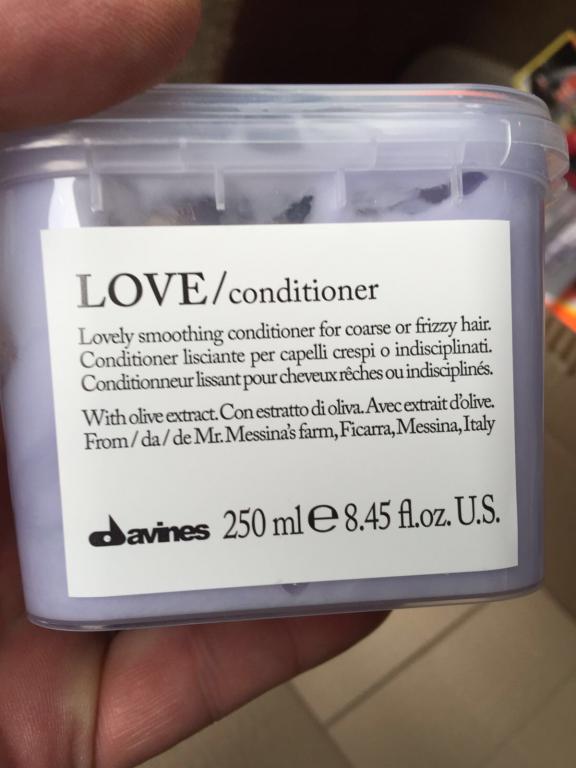 LOVE/conditioner
Lovely smoothing conditioner for coarse or frizzy hair.
Conditioner lisciante per capelli crespi o indisciplinati.
Conditionneur lissant pour cheveux rêches ou indisciplinés.
With olive extract. Con estratto di oliva. Avec extrait d'olive.
From / da / de Mr. Messina's farm, Ficarra, Messina, Italy
davines 250 ml ℮ 8.45 fl.oz. U.S.